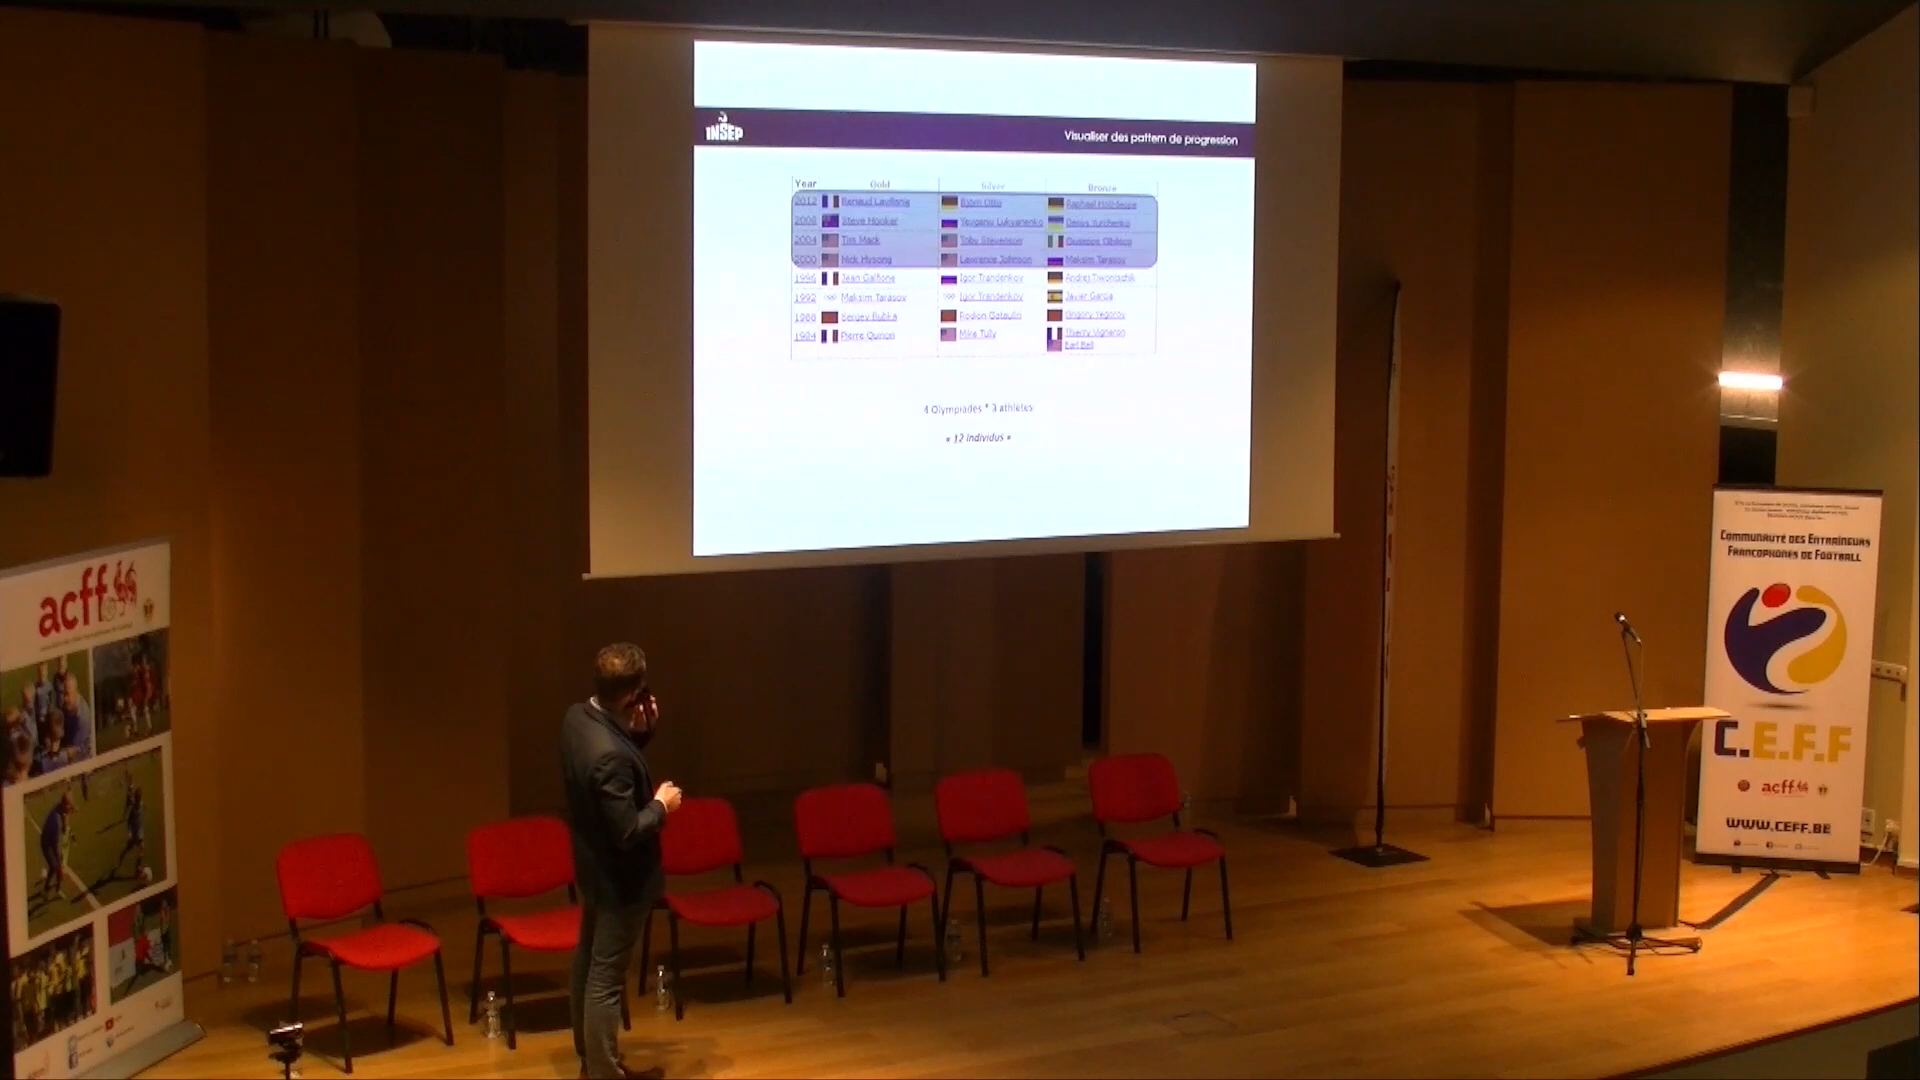 INSEP
Visualiser des pattern de progression
Year Gold Silver Bronze
2012 Renaud Lavillenie Björn Otto Raphael Holzdeppe
2008 Steve Hooker Yevgeniy Lukyanenko Denys Yurchenko
2004 Tim Mack Toby Stevenson Giuseppe Gibilisco
2000 Nick Hysong Lawrence Johnson Maksim Tarasov
1996 Jean Galfione Igor Trandenkov Andrej Tiwontschik
1992 Maksim Tarasov Igor Trandenkov Javier García
1988 Sergey Bubka Rodion Gataulin Grigory Yegorov
1984 Pierre Quinon Mike Tully Thierry Vigneron
Earl Bell
4 Olympiades * 3 athlètes
« 12 individus »
acff
Communauté des Entraîneurs
Francophones de Football
C.E.F.F
acff
www.ceff.be